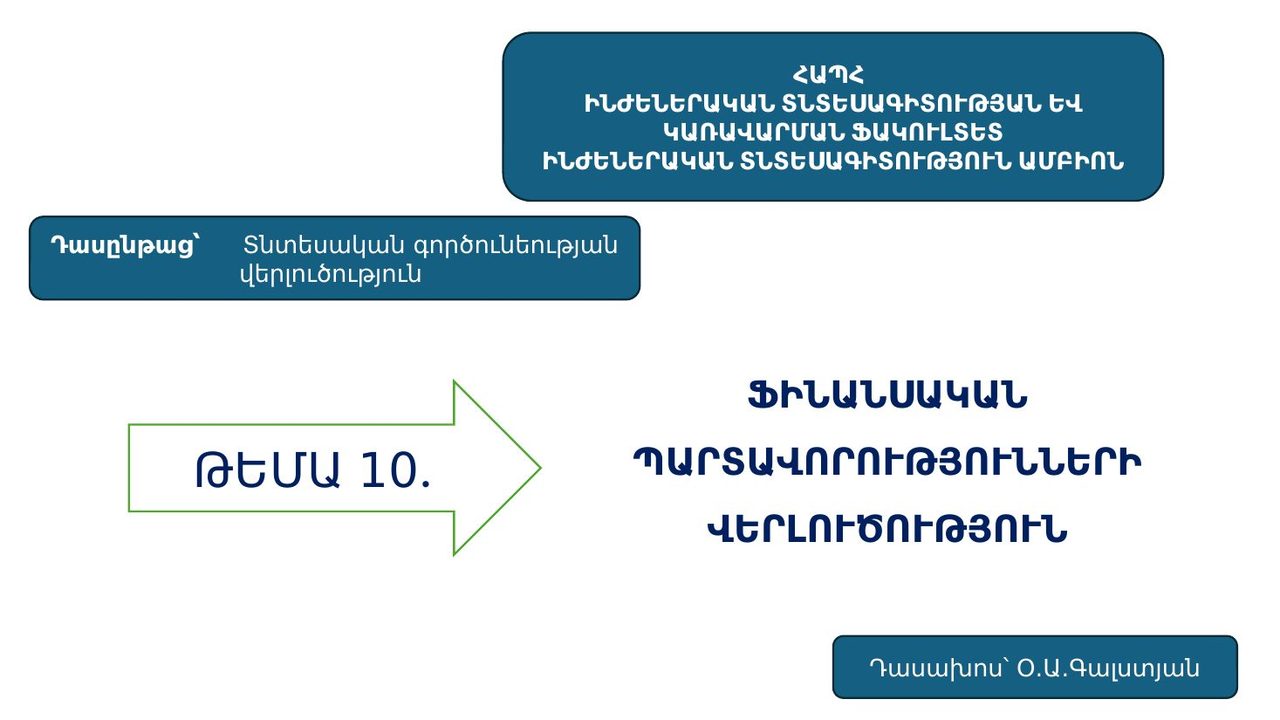 ՀԱՊՀ
ԻՆԺԵՆԵՐԱԿԱՆ ՏՆՏԵՍԱԳԻՏՈՒԹՅԱՆ ԵՎ
ԿԱՌԱՎԱՐՄԱՆ ՖԱԿՈՒԼՏԵՏ
ԻՆԺԵՆԵՐԱԿԱՆ ՏՆՏԵՍԱԳԻՏՈՒԹՅՈՒՆ ԱՄԲԻՈՆ
Դասընթաց՝ Տնտեսական գործունեության
վերլուծություն
ԹԵՄԱ 10.
ՖԻՆԱՆՍԱԿԱՆ
ՊԱՐՏԱՎՈՐՈՒԹՅՈՒՆՆԵՐԻ
ՎԵՐԼՈՒԾՈՒԹՅՈՒՆ
Դասախոս՝ Օ.Ա.Գալստյան